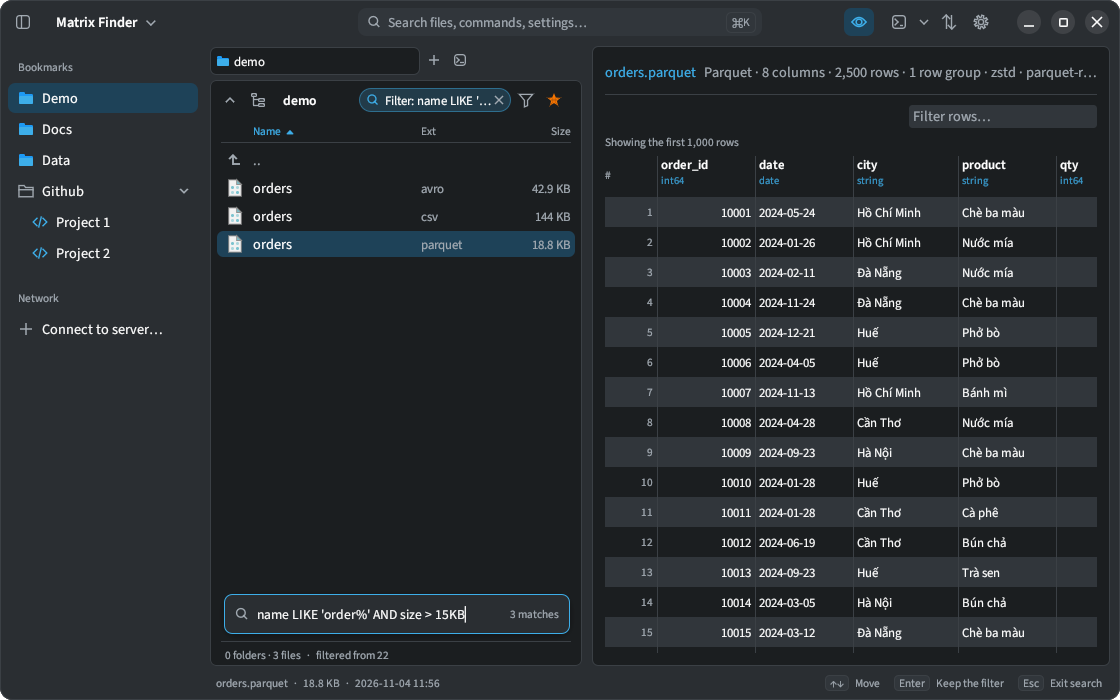 Matrix Finder
Search files, commands, settings… ⌘K
Bookmarks
Demo
Docs
Data
Github
Project 1
Project 2
Network
Connect to server…
demo
demo
Filter: name LIKE '…
Name Ext Size
..
orders avro 42.9 KB
orders csv 144 KB
orders parquet 18.8 KB
name LIKE 'order%' AND size > 15KB 3 matches
0 folders · 3 files · filtered from 22
orders.parquet Parquet · 8 columns · 2,500 rows · 1 row group · zstd · parquet-r…
Filter rows…
Showing the first 1,000 rows
# order_id date city product qty
int64 date string string int64
1 10001 2024-05-24 Hồ Chí Minh Chè ba màu
2 10002 2024-01-26 Hồ Chí Minh Nước mía
3 10003 2024-02-11 Đà Nẵng Nước mía
4 10004 2024-11-24 Đà Nẵng Chè ba màu
5 10005 2024-12-21 Huế Phở bò
6 10006 2024-04-05 Huế Phở bò
7 10007 2024-11-13 Hồ Chí Minh Bánh mì
8 10008 2024-04-28 Cần Thơ Nước mía
9 10009 2024-09-23 Hà Nội Chè ba màu
10 10010 2024-01-28 Huế Phở bò
11 10011 2024-01-28 Cần Thơ Cà phê
12 10012 2024-06-19 Cần Thơ Bún chả
13 10013 2024-09-23 Huế Trà sen
14 10014 2024-03-05 Hà Nội Bún chả
15 10015 2024-03-12 Đà Nẵng Chè ba màu
orders.parquet · 18.8 KB · 2026-11-04 11:56
↑↓ Move Enter Keep the filter Esc Exit search